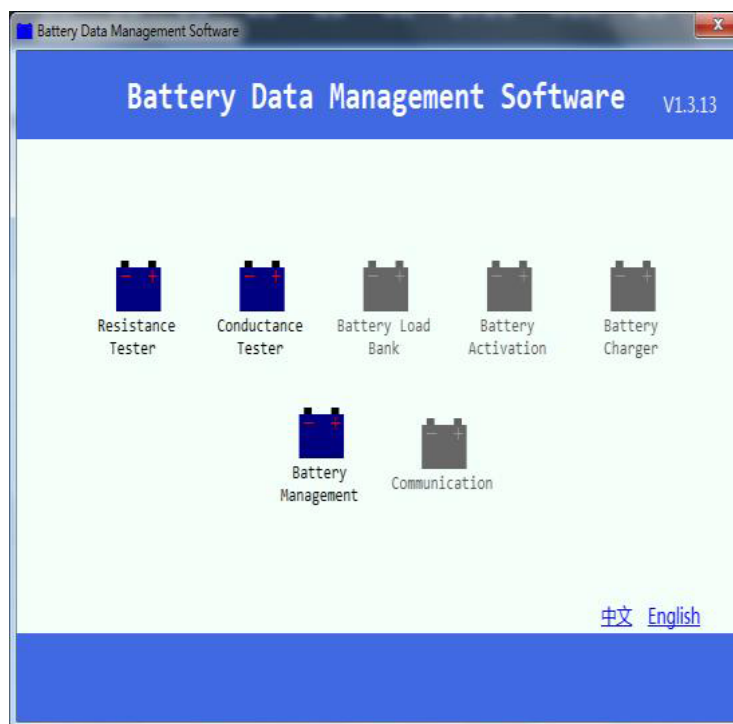 Battery Data Management Software
Battery Data Management Software V1.3.13
Resistance Tester
Conductance Tester
Battery Load Bank
Battery Activation
Battery Charger
Battery Management
Communication
中文 English